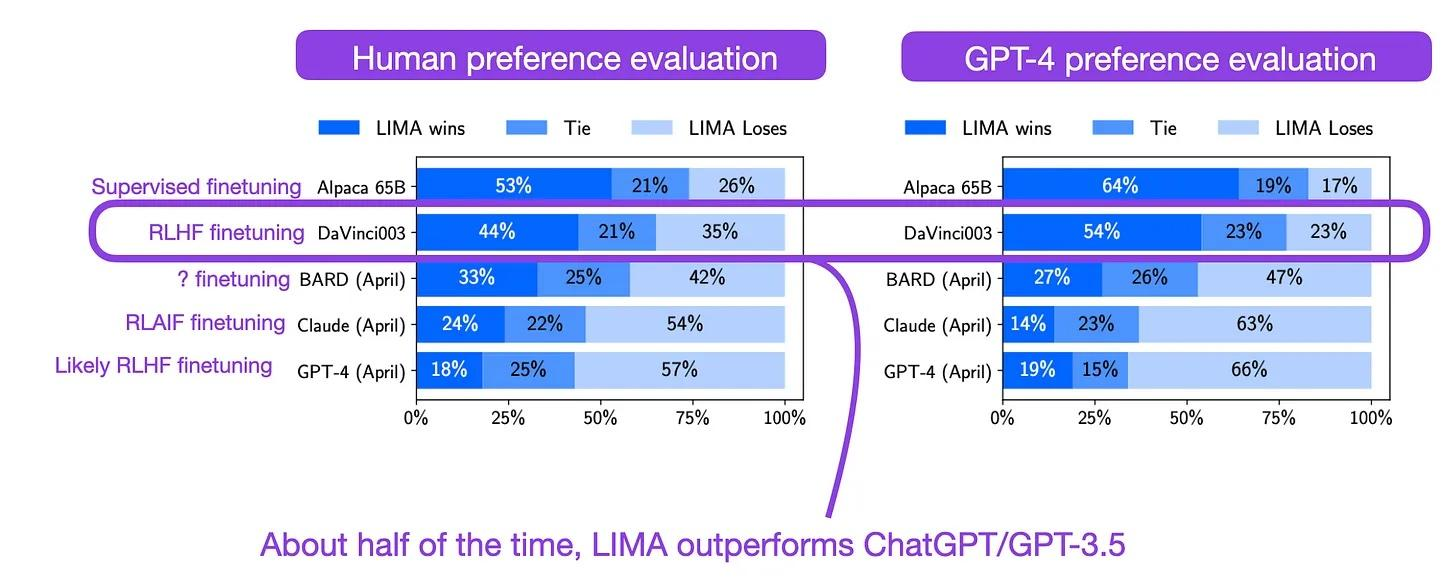 Human preference evaluation
GPT-4 preference evaluation
LIMA wins Tie LIMA Loses
LIMA wins Tie LIMA Loses
Supervised finetuning Alpaca 65B 53% 21% 26%
Alpaca 65B 64% 19% 17%
RLHF finetuning DaVinci003 44% 21% 35%
DaVinci003 54% 23% 23%
? finetuning BARD (April) 33% 25% 42%
BARD (April) 27% 26% 47%
RLAIF finetuning Claude (April) 24% 22% 54%
Claude (April) 14% 23% 63%
Likely RLHF finetuning GPT-4 (April) 18% 25% 57%
GPT-4 (April) 19% 15% 66%
0% 25% 50% 75% 100%
0% 25% 50% 75% 100%
About half of the time, LIMA outperforms ChatGPT/GPT-3.5